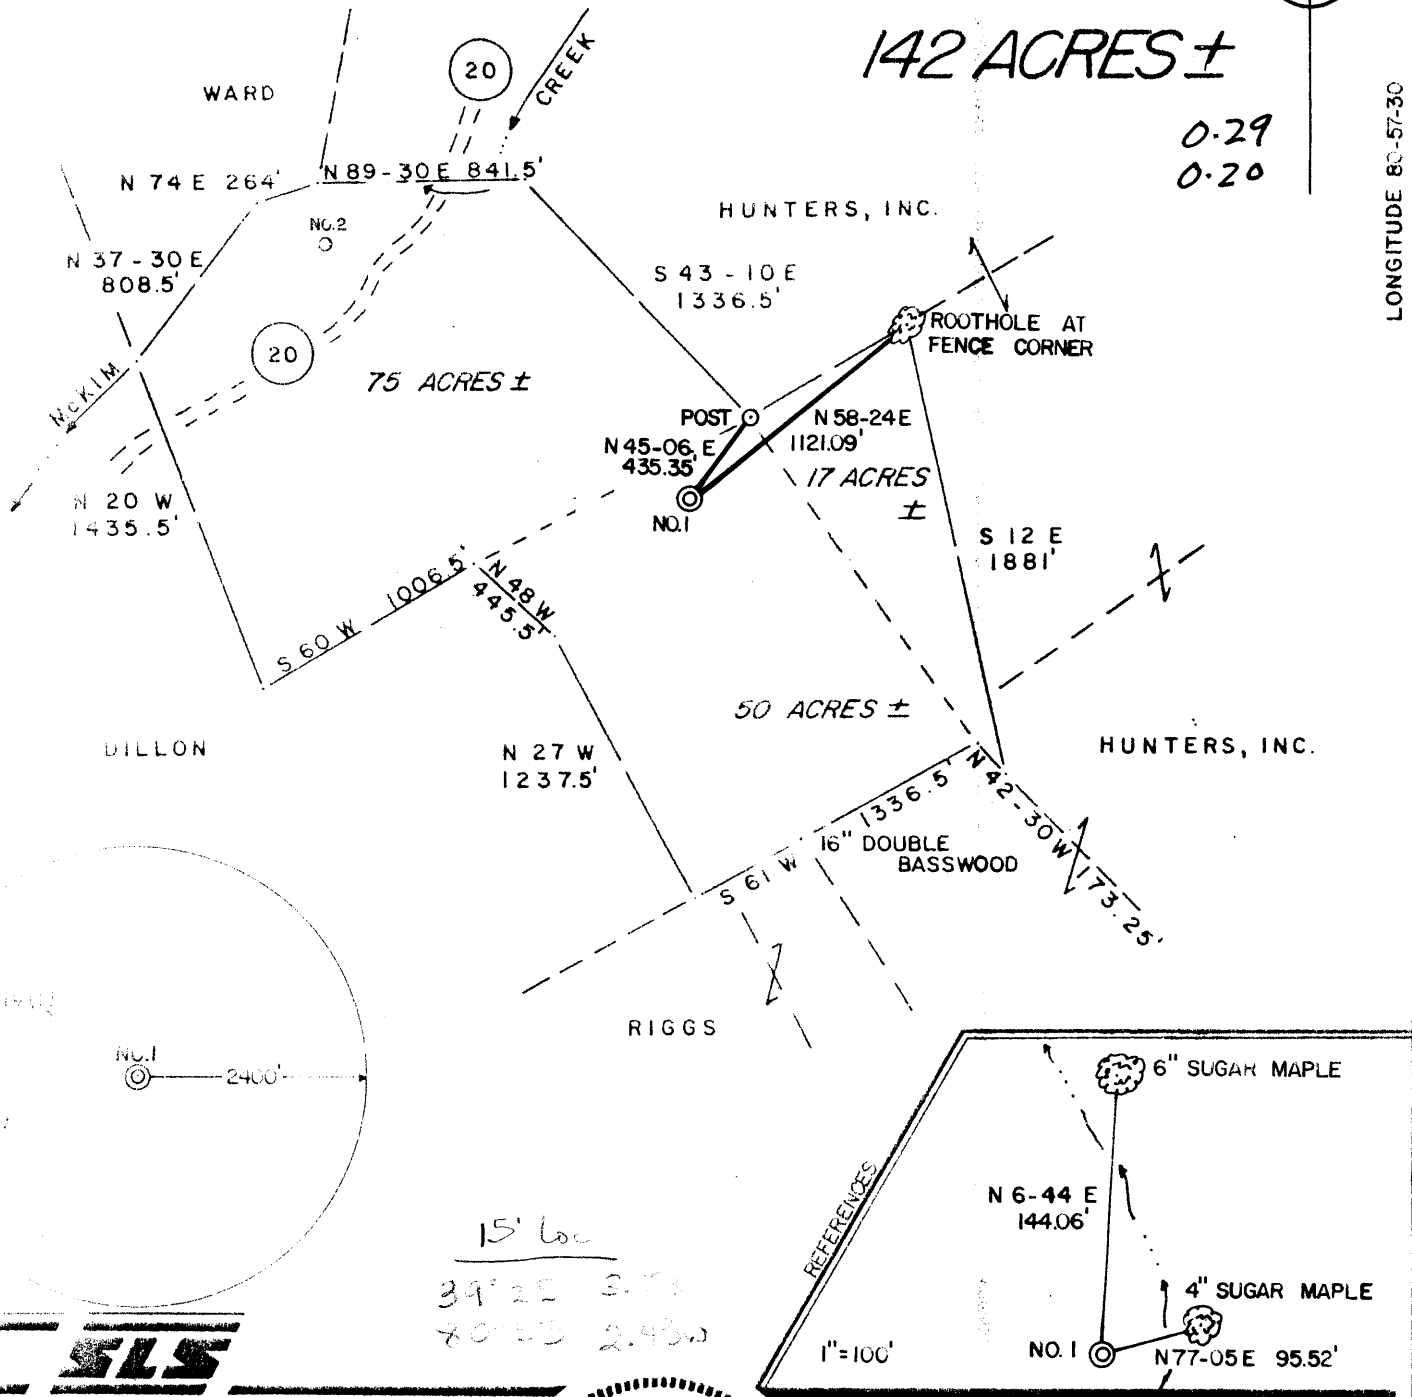 142 ACRES ±
0.29
0.20
LONGITUDE 80-57-30
WARD
20
CREEK
N 74 E 264'
N 89-30 E 841.5'
NO.2
HUNTERS, INC.
N 37-30 E
808.5'
S 43-10 E
1336.5'
ROOTHOLE AT
FENCE CORNER
20
75 ACRES ±
McKIM
POST
N 58-24 E
1121.09'
N 45-06 E
435.35'
17 ACRES
±
NO.1
N 20 W
1435.5'
S 12 E
1881'
S 60 W 1006.5'
N 48 W
445.5'
50 ACRES ±
DILLON
N 27 W
1237.5'
HUNTERS, INC.
S 61 W 1336.5'
N 42-30 W 173.25'
16" DOUBLE
BASSWOOD
RIGGS
NO.1
2400'
6" SUGAR MAPLE
N 6-44 E
144.06'
REFERENCES
15' Loc
4" SUGAR MAPLE
1"=100'
NO. 1
N77-05 E 95.52'
SLS